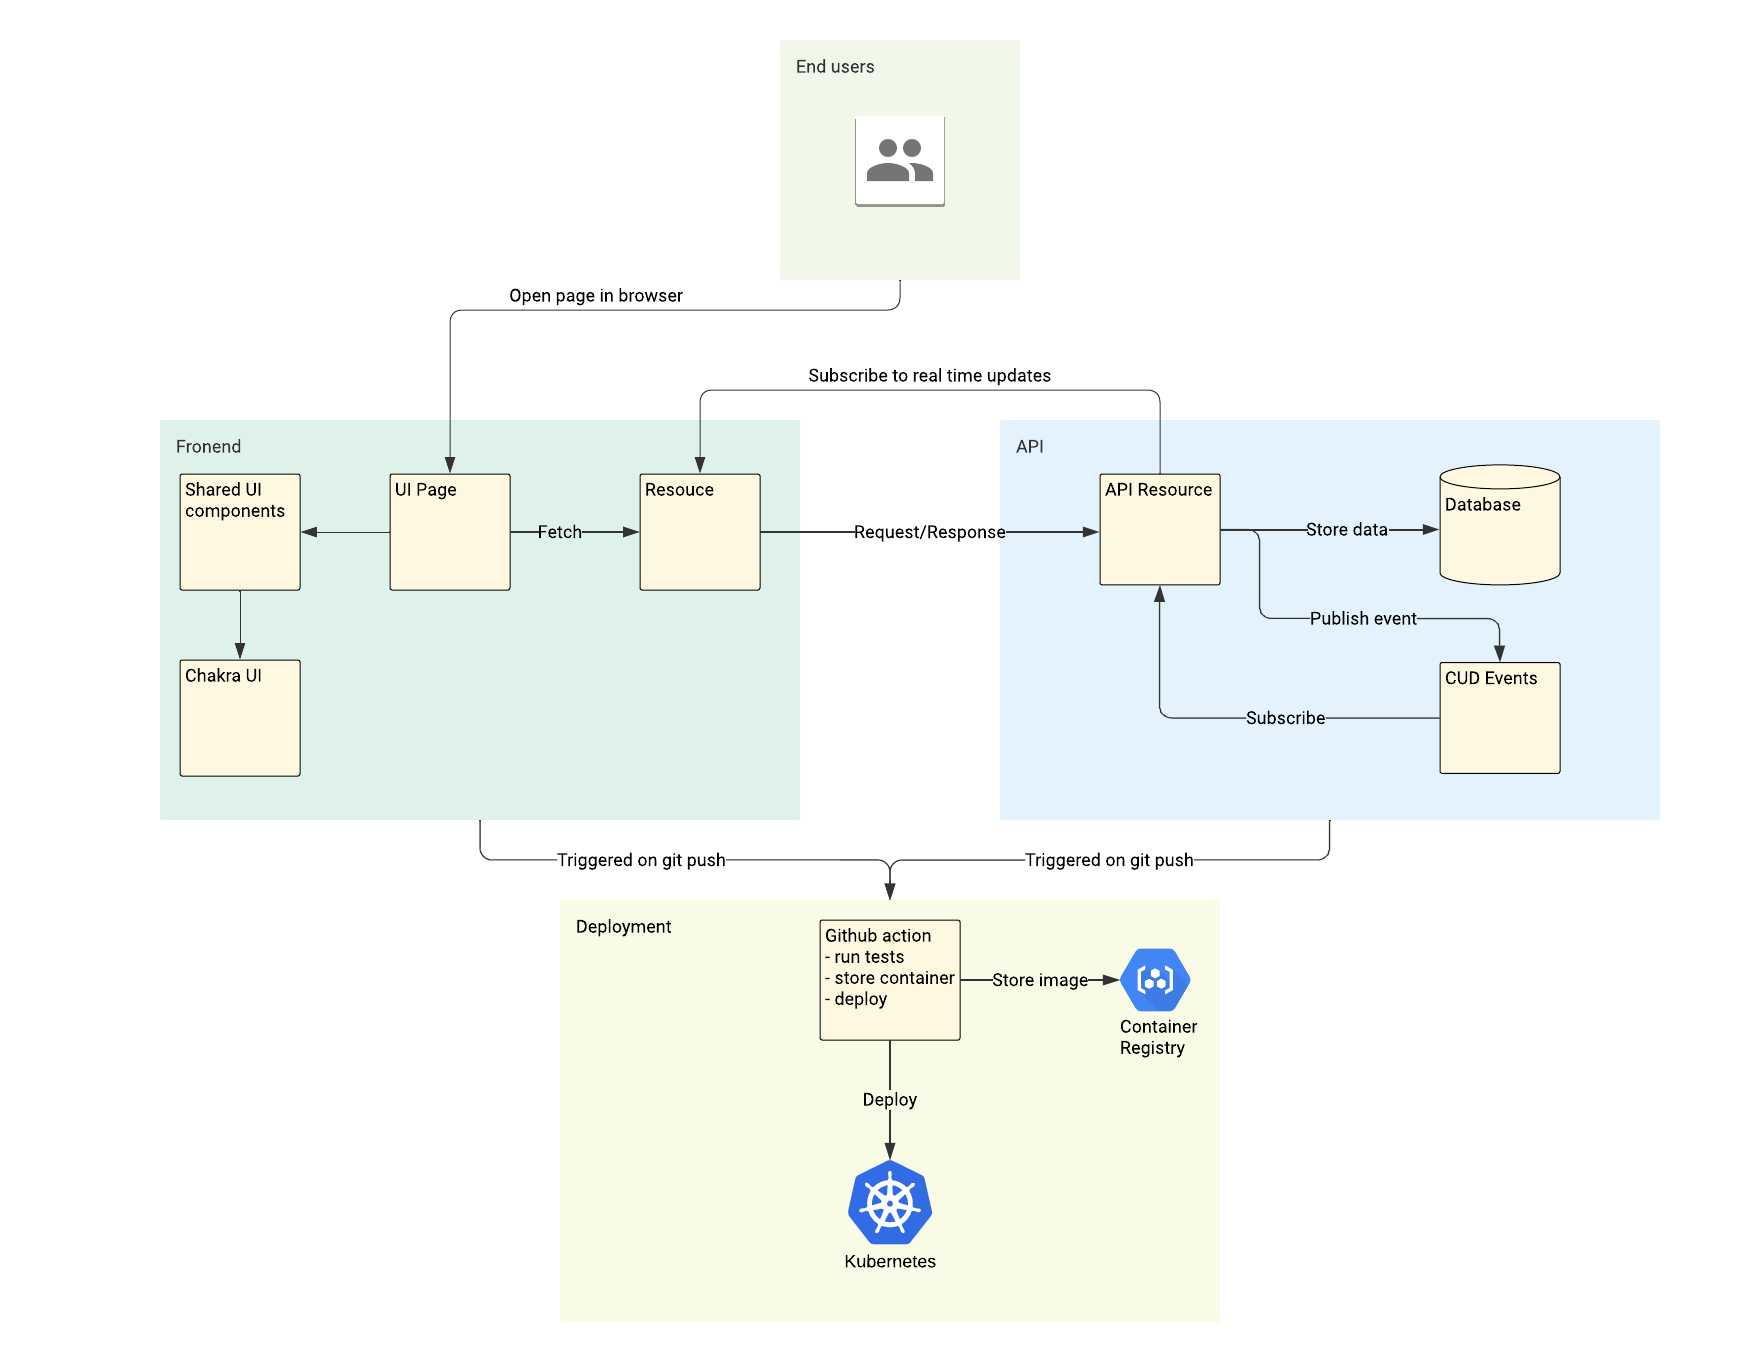 End users
Open page in browser
Subscribe to real time updates
Fronend
API
Shared UI
components
UI Page
Resouce
API Resource
Database
Fetch
Request/Response
Store data
Publish event
Chakra UI
CUD Events
Subscribe
Triggered on git push
Triggered on git push
Deployment
Github action
- run tests
- store container
- deploy
Store image
Container
Registry
Deploy
Kubernetes